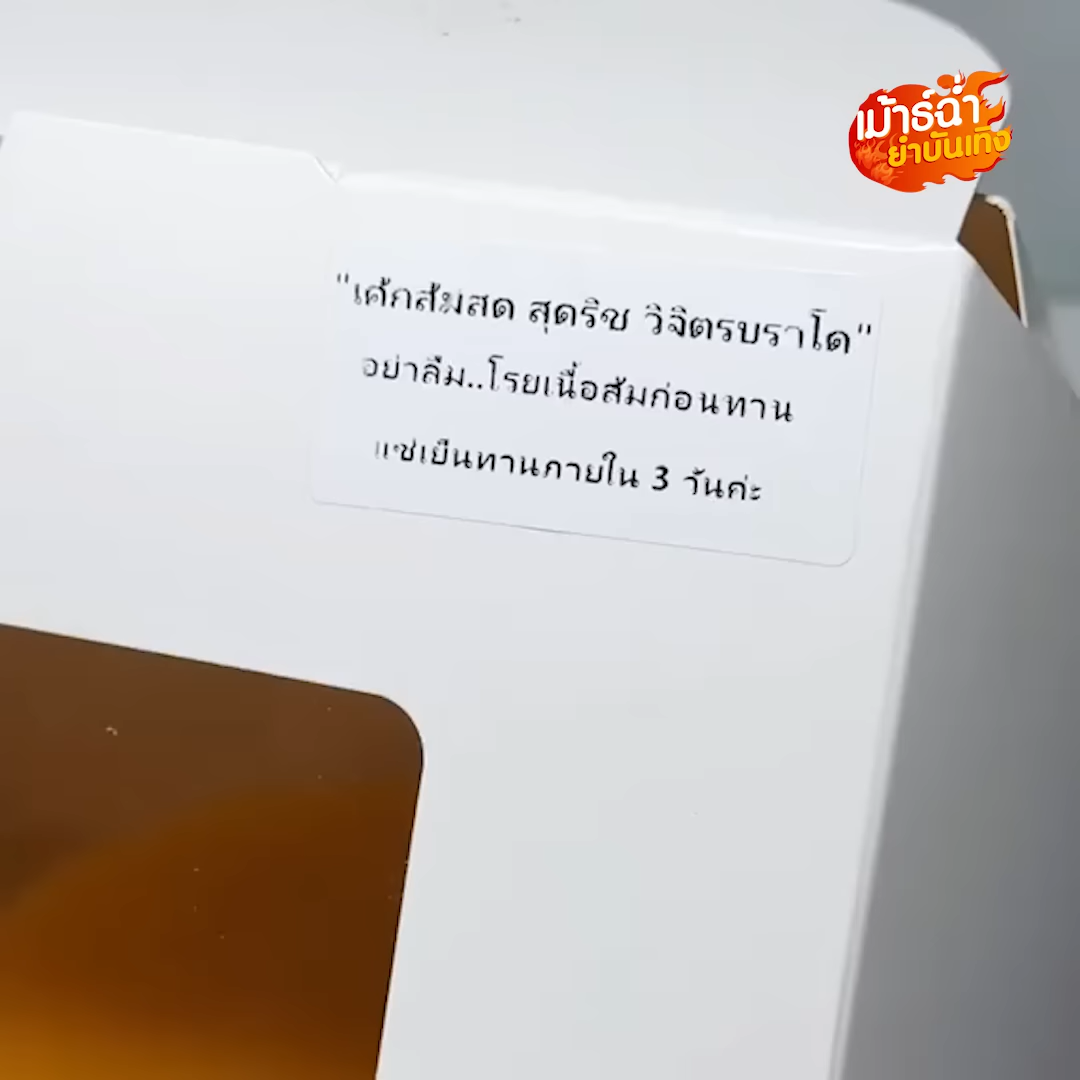 เม้าธ์ฉ่ำ
ยำบันเทิง
"เค้กส้มสด สุดริช วิจิตรบราโด"
อย่าลืม..โรยเนื้อส้มก่อนทาน
แช่เย็นทานภายใน 3 วันค่ะ